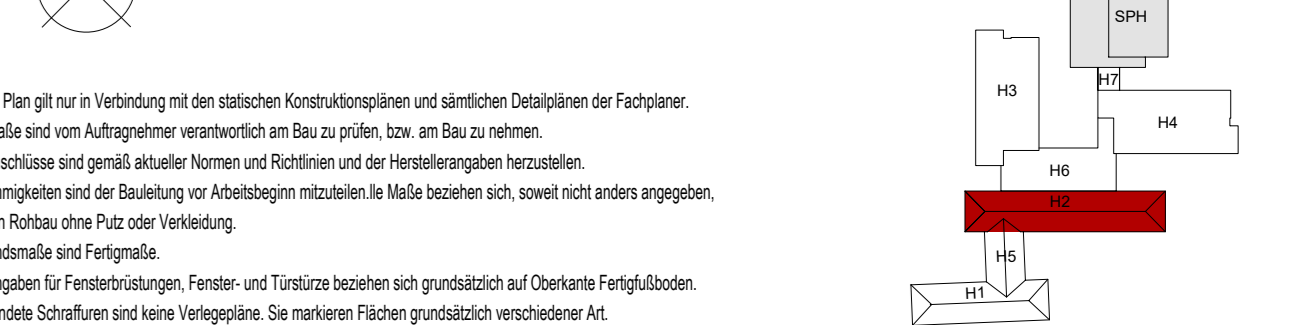 Plan gilt nur in Verbindung mit den statischen Konstruktionsplänen und sämtlichen Detailplänen der Fachplaner.
aße sind vom Auftragnehmer verantwortlich am Bau zu prüfen, bzw. am Bau zu nehmen.
schlüsse sind gemäß aktueller Normen und Richtlinien und der Herstellerangaben herzustellen.
migkeiten sind der Bauleitung vor Arbeitsbeginn mitzuteilen.lle Maße beziehen sich, soweit nicht anders angegeben,
Rohbau ohne Putz oder Verkleidung.
ndsmaße sind Fertigmaße.
ngaben für Fensterbrüstungen, Fenster- und Türstürze beziehen sich grundsätzlich auf Oberkante Fertigfußboden.
ndete Schraffuren sind keine Verlegepläne. Sie markieren Flächen grundsätzlich verschiedener Art.
SPH
H7
H3
H4
H6
H2
H5
H1